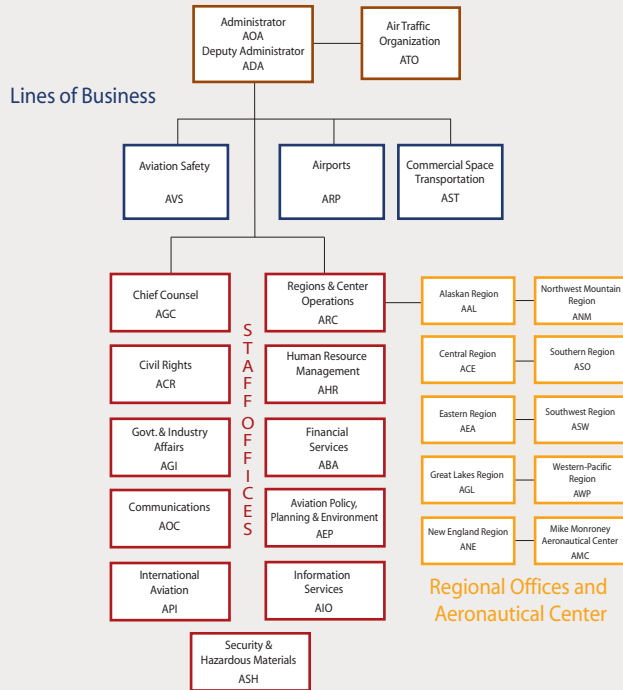 Administrator
AOA
Deputy Administrator
ADA
Air Traffic
Organization
ATO
Lines of Business
Aviation Safety
AVS
Airports
ARP
Commercial Space
Transportation
AST
Chief Counsel
AGC
Regions & Center
Operations
ARC
Alaskan Region
AAL
Northwest Mountain
Region
ANM
STAFF OFFICES
Civil Rights
ACR
Human Resource
Management
AHR
Central Region
ACE
Southern Region
ASO
Govt. & Industry
Affairs
AGI
Financial
Services
ABA
Eastern Region
AEA
Southwest Region
ASW
Communications
AOC
Aviation Policy,
Planning & Environment
AEP
Great Lakes Region
AGL
Western-Pacific
Region
AWP
International
Aviation
API
Information
Services
AIO
New England Region
ANE
Mike Monroney
Aeronautical Center
AMC
Regional Offices and
Aeronautical Center
Security &
Hazardous Materials
ASH